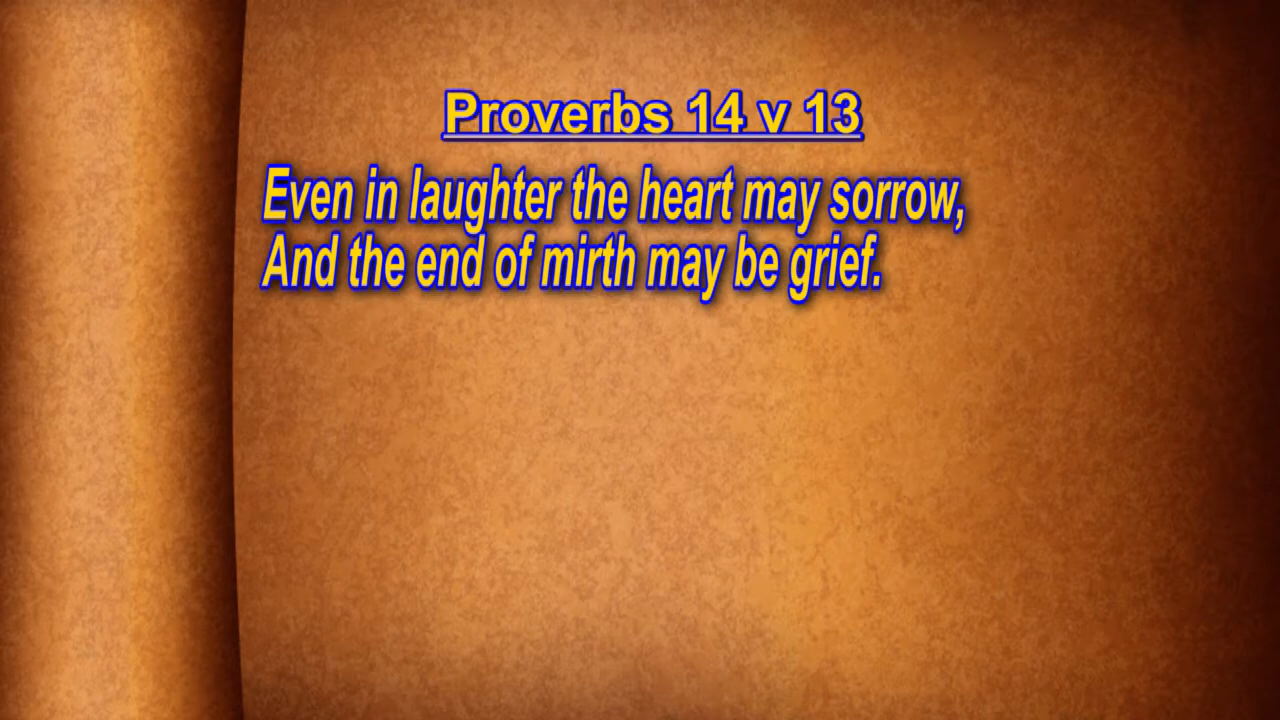 Proverbs 14 v 13
Even in laughter the heart may sorrow,
And the end of mirth may be grief.